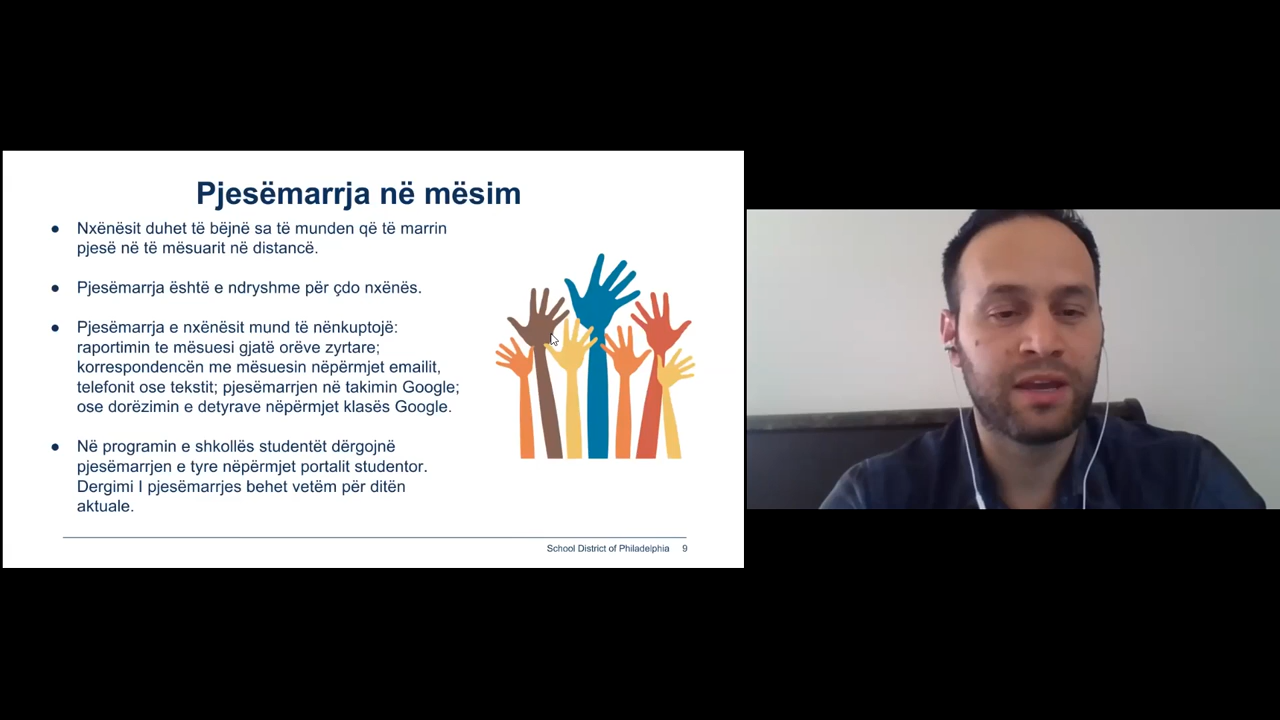 Pjesëmarrja në mësim
● Nxënësit duhet të bëjnë sa të munden që të marrin
pjesë në të mësuarit në distancë.
● Pjesëmarrja është e ndryshme për çdo nxënës.
● Pjesëmarrja e nxënësit mund të nënkuptojë:
raportimin te mësuesi gjatë orëve zyrtare;
korrespondencën me mësuesin nëpërmjet emailit,
telefonit ose tekstit; pjesëmarrjen në takimin Google;
ose dorëzimin e detyrave nëpërmjet klasës Google.
● Në programin e shkollës studentët dërgojnë
pjesëmarrjen e tyre nëpërmjet portalit studentor.
Dergimi I pjesëmarrjes behet vetëm për ditën
aktuale.
School District of Philadelphia 9